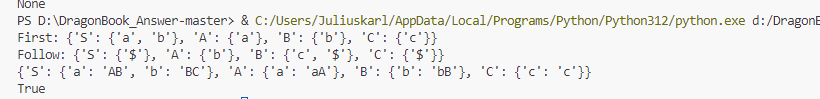 None
PS D:\DragonBook_Answer-master> & C:/Users/Juliuskarl/AppData/Local/Programs/Python/Python312/python.exe d:/DragonB
First: {'S': {'a', 'b'}, 'A': {'a'}, 'B': {'b'}, 'C': {'c'}}
Follow: {'S': {'$'}, 'A': {'b'}, 'B': {'c', '$'}, 'C': {'$'}}
{'S': {'a': 'AB', 'b': 'BC'}, 'A': {'a': 'aA'}, 'B': {'b': 'bB'}, 'C': {'c': 'c'}}
True